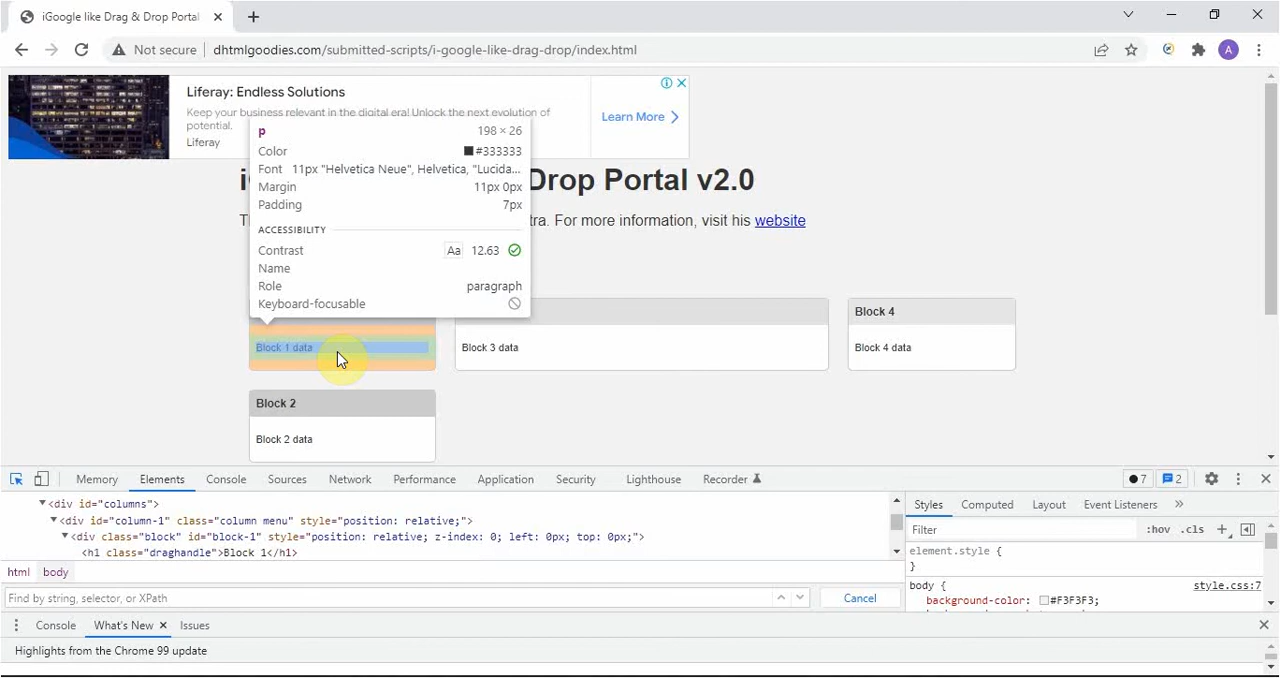 iGoogle like Drag & Drop Portal
Not secure dhtmlgoodies.com/submitted-scripts/i-google-like-drag-drop/index.html
A
Liferay: Endless Solutions
Keep your business relevant in the digital era! Unlock the next evolution of
potential.
Liferay
Learn More
p 198 × 26
Color #333333
Font 11px "Helvetica Neue", Helvetica, "Lucida...
Margin 11px 0px
Padding 7px
ACCESSIBILITY
Contrast Aa 12.63
Name
Role paragraph
Keyboard-focusable
Drop Portal v2.0
tra. For more information, visit his website
Block 4
Block 1 data
Block 3 data
Block 4 data
Block 2
Block 2 data
Memory Elements Console Sources Network Performance Application Security Lighthouse Recorder 7 2
<div id="columns">
<div id="column-1" class="column menu" style="position: relative;">
<div class="block" id="block-1" style="position: relative; z-index: 0; left: 0px; top: 0px;">
<h1 class="draghandle">Block 1</h1>
html body
Find by string, selector, or XPath Cancel
Styles Computed Layout Event Listeners »
Filter :hov .cls +
element.style {
}
body { style.css:7
background-color: #F3F3F3;
Console What's New Issues
Highlights from the Chrome 99 update